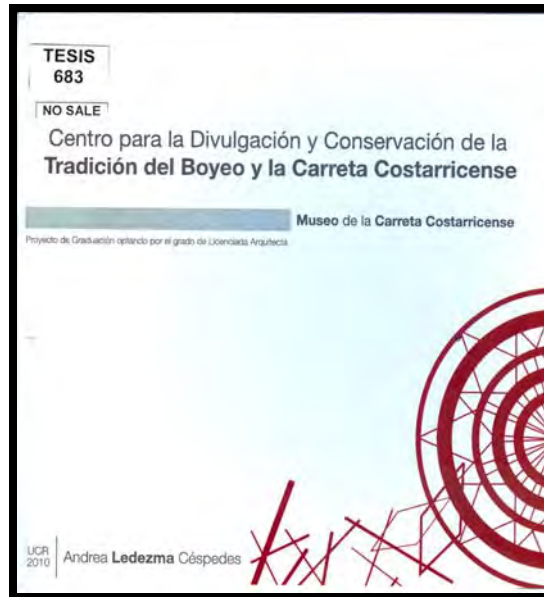 TESIS
683
NO SALE
Centro para la Divulgación y Conservación de la
Tradición del Boyeo y la Carreta Costarricense
Museo de la Carreta Costarricense
Proyecto de Graduación optando por el grado de Licenciada Arquitecta.
UCR
2010
Andrea Ledezma Céspedes